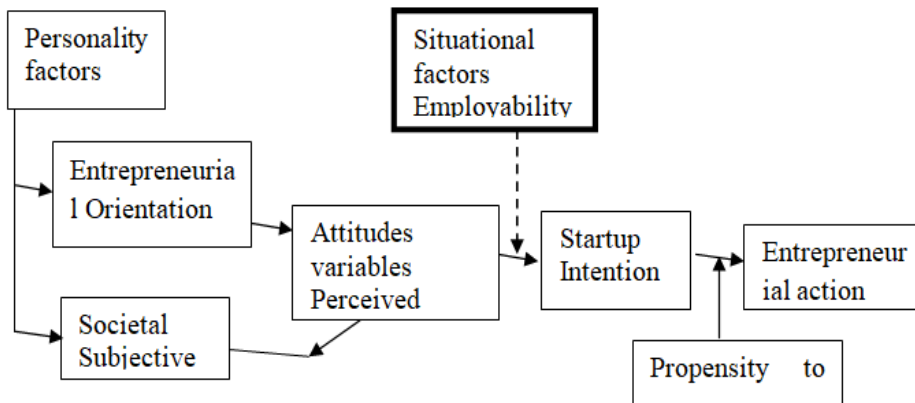 Personality
factors
Situational
factors
Employability
Entrepreneuria
l Orientation
Attitudes
variables
Perceived
Startup
Intention
Entrepreneur
ial action
Societal
Subjective
Propensity to